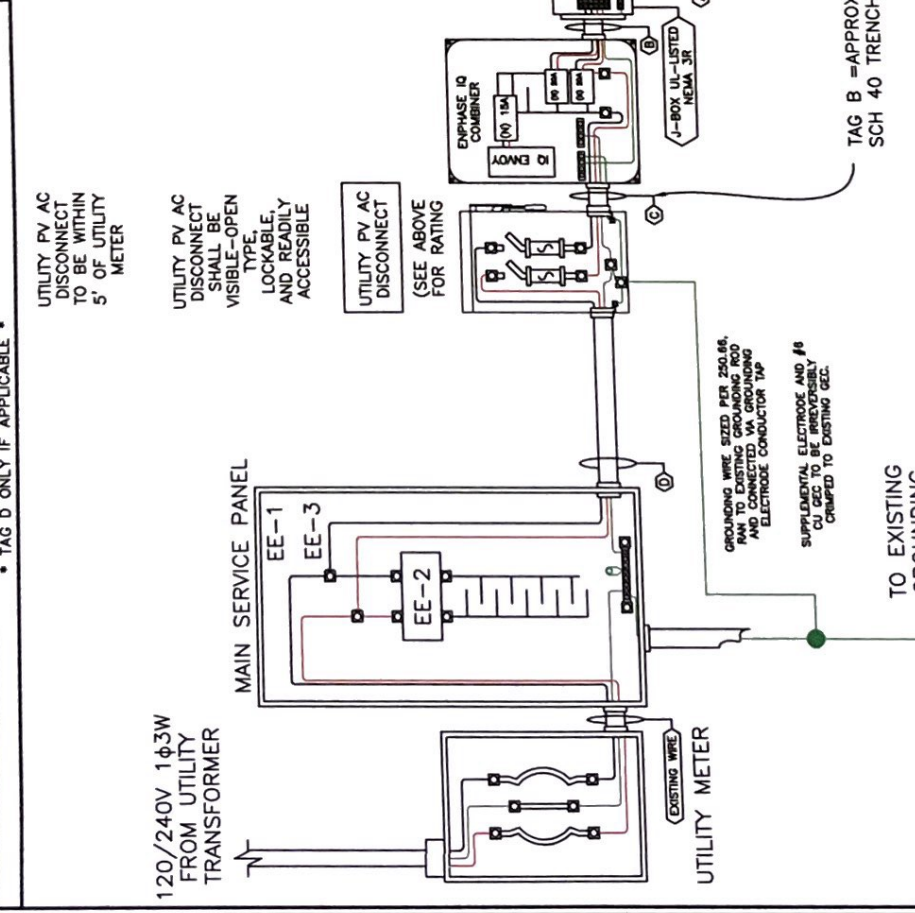 * TAG D ONLY IF APPLICABLE *
UTILITY PV AC
DISCONNECT
TO BE WITHIN
5' OF UTILITY
METER
UTILITY PV AC
DISCONNECT
SHALL BE
VISIBLE-OPEN
TYPE,
LOCKABLE,
AND READILY
ACCESSIBLE
UTILITY PV AC
DISCONNECT
(SEE ABOVE
FOR RATING
120/240V 1ϕ3W
FROM UTILITY
TRANSFORMER
MAIN SERVICE PANEL
EE-1
EE-3
EE-2
ENPHASE IQ
COMBINER
(N) 15A
IQ ENVOY
(N) 20A
(N) 20A
B
J-BOX UL-LISTED
NEMA 3R
C
D
EXISTING WIRE
UTILITY METER
GROUNDING WIRE SIZED PER 250.66,
RAN TO EXISTING GROUNDING ROD
AND CONNECTED VIA GROUNDING
ELECTRODE CONDUCTOR TAP
SUPPLEMENTAL ELECTRODE AND #6
CU GEC TO BE IRREVERSIBLY
CRIMPED TO EXISTING GEC.
TAG B =APPROX
SCH 40 TRENCH
TO EXISTING